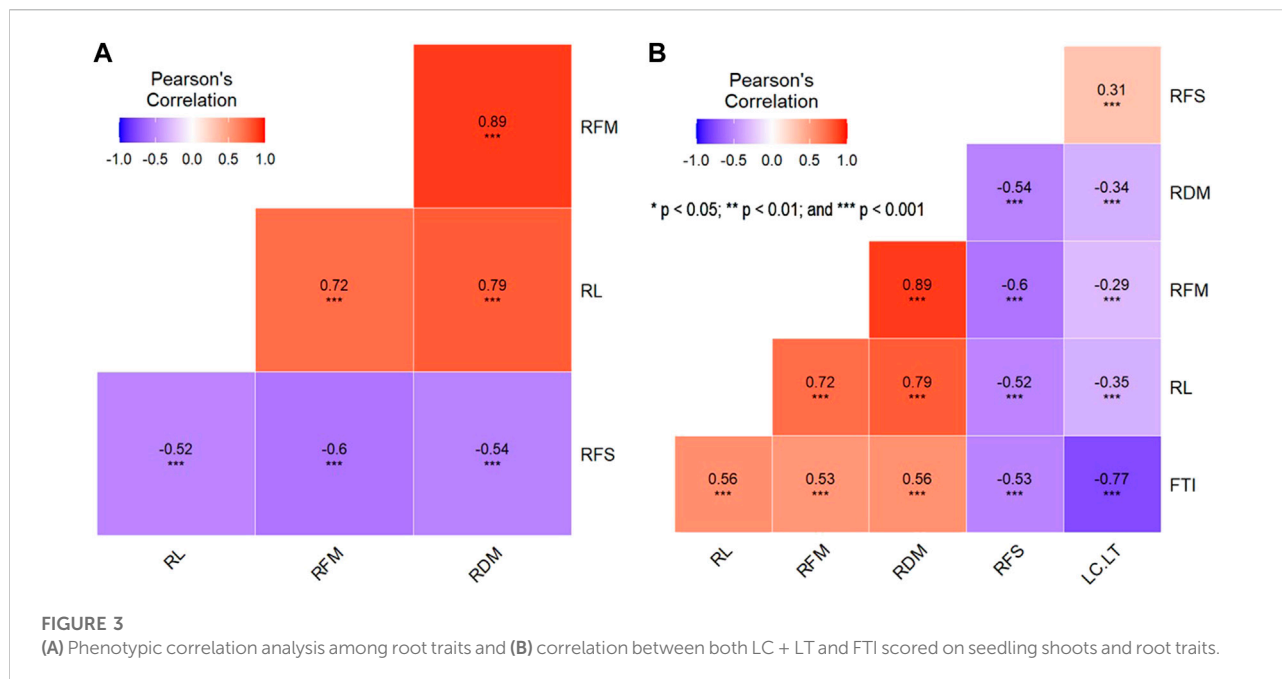 A
Pearson's
Correlation
-1.0 -0.5 0.0 0.5 1.0
0.89
***
RFM
0.72 0.79
*** ***
RL
-0.52 -0.6 -0.54
*** *** ***
RFS
RL RFM RDM
B
Pearson's
Correlation
-1.0 -0.5 0.0 0.5 1.0
* p < 0.05; ** p < 0.01; and *** p < 0.001
0.31
***
RFS
-0.54 -0.34
*** ***
RDM
0.89 -0.6 -0.29
*** *** ***
RFM
0.72 0.79 -0.52 -0.35
*** *** *** ***
RL
0.56 0.53 0.56 -0.53 -0.77
*** *** *** *** ***
FTI
RL RFM RDM RFS LC.LT
FIGURE 3
(A) Phenotypic correlation analysis among root traits and (B) correlation between both LC + LT and FTI scored on seedling shoots and root traits.